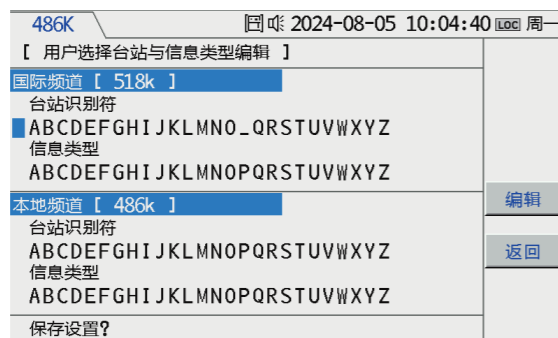 486K 2024-08-05 10:04:40 LOC 周一
[ 用户选择台站与信息类型编辑 ]
国际频道 [ 518k ]
台站识别符
ABCDEFGHIJKLMNO_QRSTUVWXYZ
信息类型
ABCDEFGHIJKLMNOPQRSTUVWXYZ
本地频道 [ 486k ]
台站识别符
ABCDEFGHIJKLMNOPQRSTUVWXYZ
信息类型
ABCDEFGHIJKLMNOPQRSTUVWXYZ
保存设置?
编辑
返回